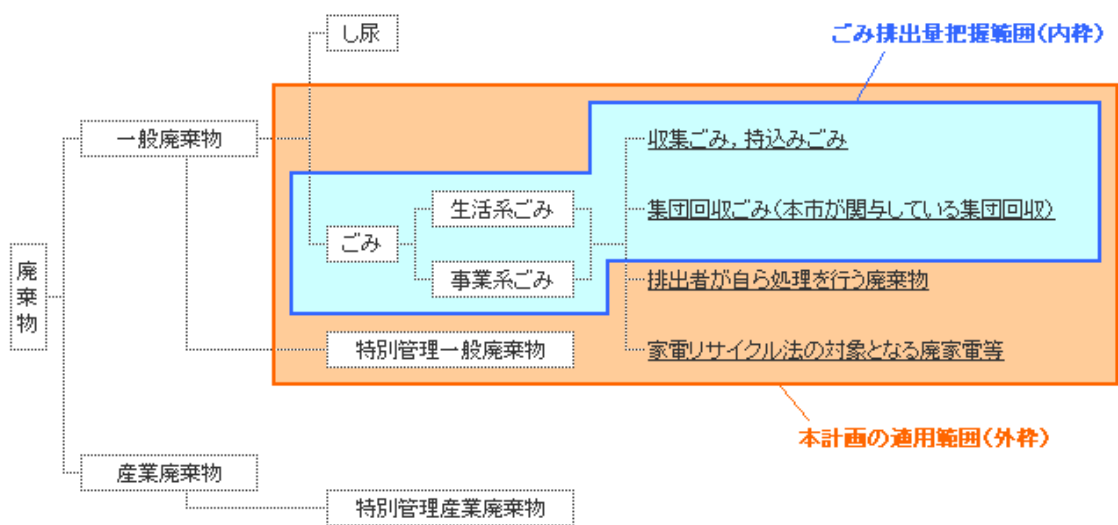 し尿
ごみ排出量把握範囲(内枠)
一般廃棄物
収集ごみ，持込みごみ
生活系ごみ
集団回収ごみ(本市が関与している集団回収)
ごみ
廃棄物
事業系ごみ
排出者が自ら処理を行う廃棄物
特別管理一般廃棄物
家電リサイクル法の対象となる廃家電等
本計画の適用範囲(外枠)
産業廃棄物
特別管理産業廃棄物